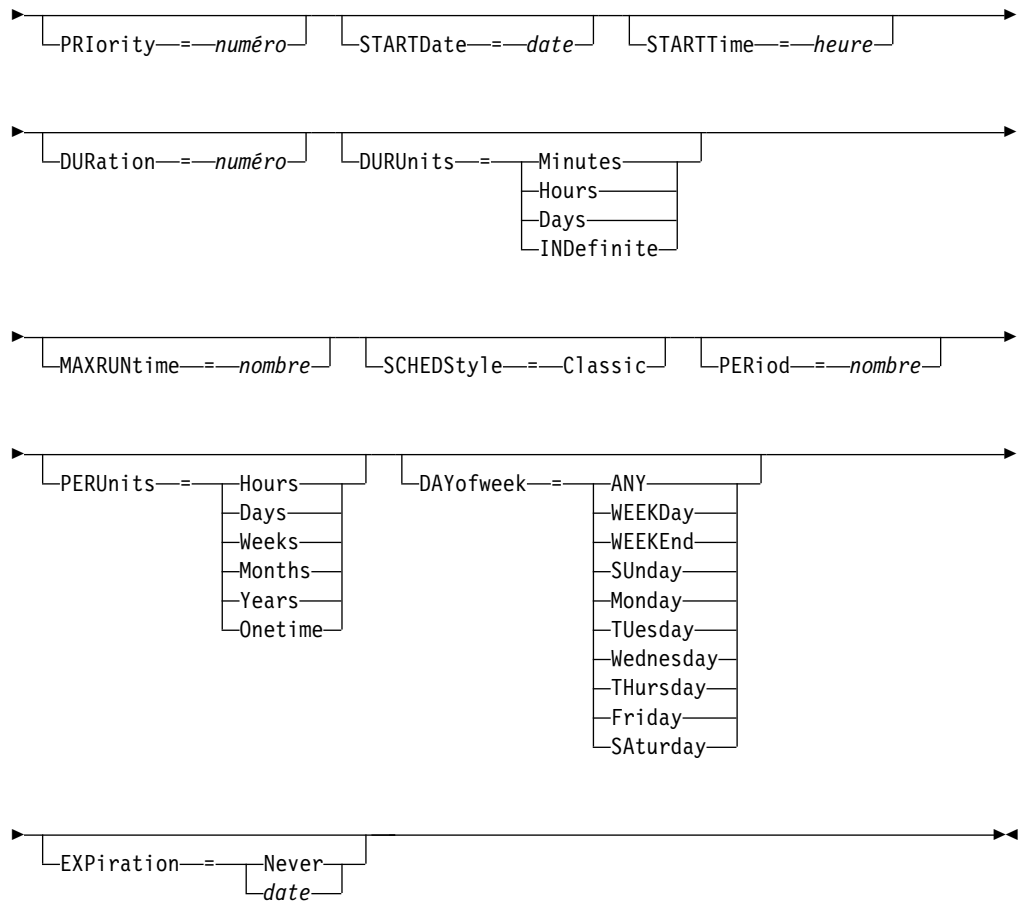 PRIority = numéro STARTDate = date STARTTime = heure
DURation = numéro DURUnits = Minutes
Hours
Days
INDefinite
MAXRUNtime = nombre SCHEDStyle = Classic PERiod = nombre
PERUnits = Hours DAYofweek = ANY
Days WEEKDay
Weeks WEEKEnd
Months SUnday
Years Monday
Onetime TUesday
Wednesday
THursday
Friday
SAturday
EXPiration = Never
date